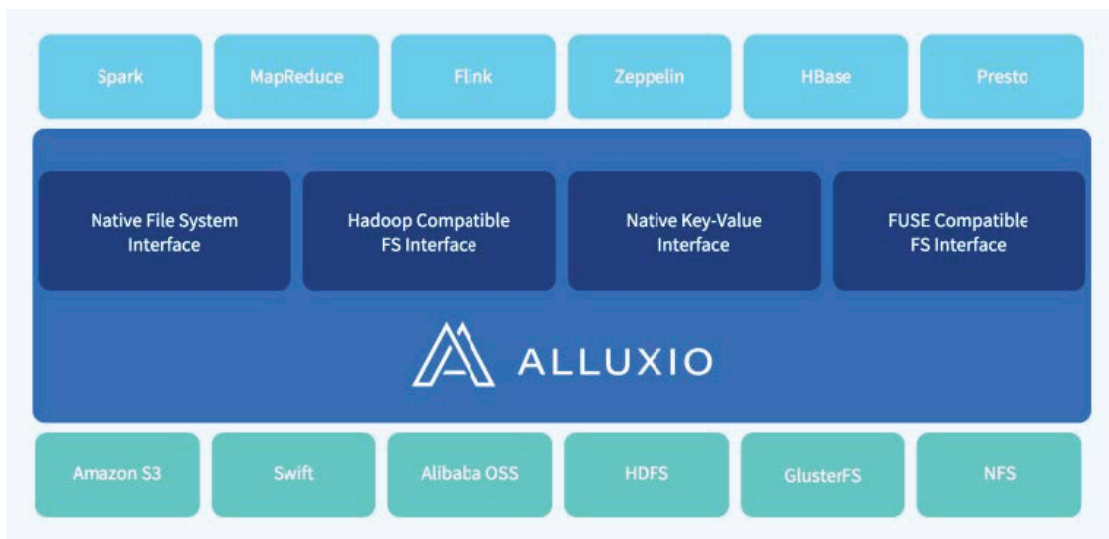 Spark
MapReduce
Flink
Zeppelin
HBase
Presto
Native File System
Interface
Hadoop Compatible
FS Interface
Native Key-Value
Interface
FUSE Compatible
FS Interface
ALLUXIO
Amazon S3
Swift
Alibaba OSS
HDFS
GlusterFS
NFS